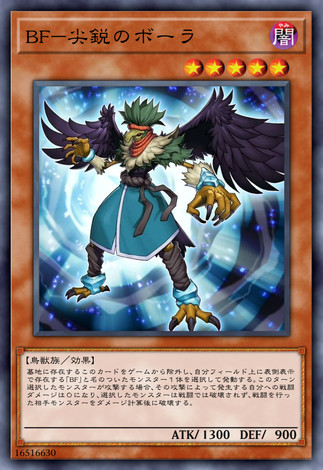 BF－尖鋭のボーラ
やみ
闇
【鳥獣族／効果】
墓地に存在するこのカードをゲームから除外し、自分フィールド上に表側表示
で存在する「BF」と名のついたモンスター１体を選択して発動する。このターン
選択したモンスターが攻撃する場合、その攻撃によって発生する自分への戦闘
ダメージは０になり、選択したモンスターは戦闘では破壊されず、戦闘を行っ
た相手モンスターをダメージ計算後に破壊する。
ATK/ 1300 DEF/ 900
16516630